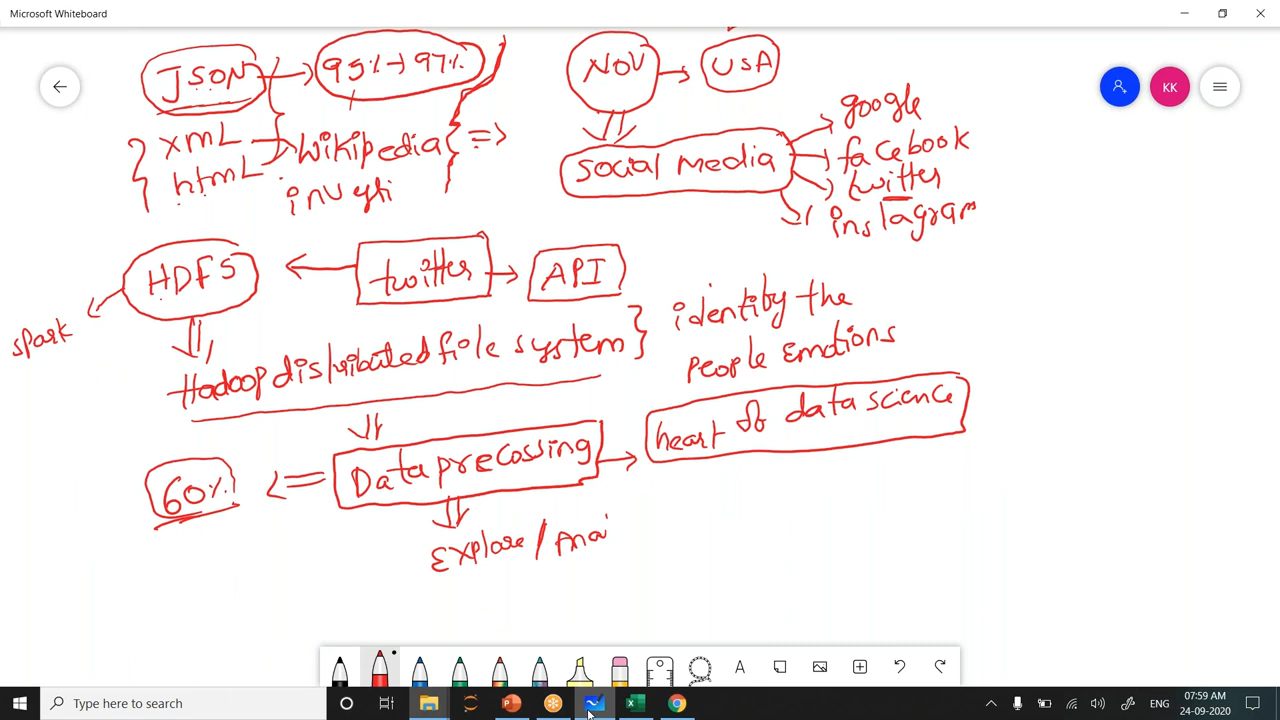 Microsoft Whiteboard
JSON
95% → 97%
NOV
USA
google
facebook
twitter
instagram
xmL
html
wikipedia
social media
HDFS
twitter
API
spark
Hadoop distributed file system
identify the
people Emotions
heart of data science
Data precossing
60%
Explore / Anai
KK
A
Type here to search
ENG
07:59 AM
24-09-2020